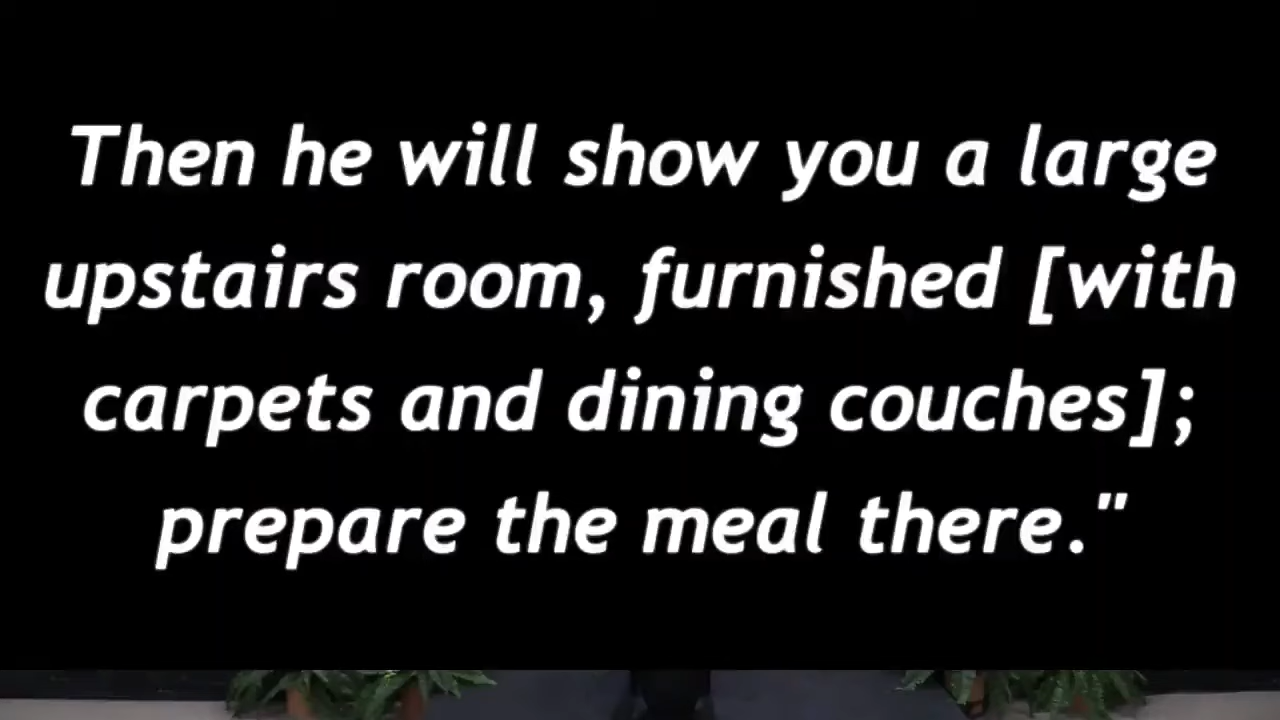 Then he will show you a large
upstairs room, furnished [with
carpets and dining couches];
prepare the meal there."